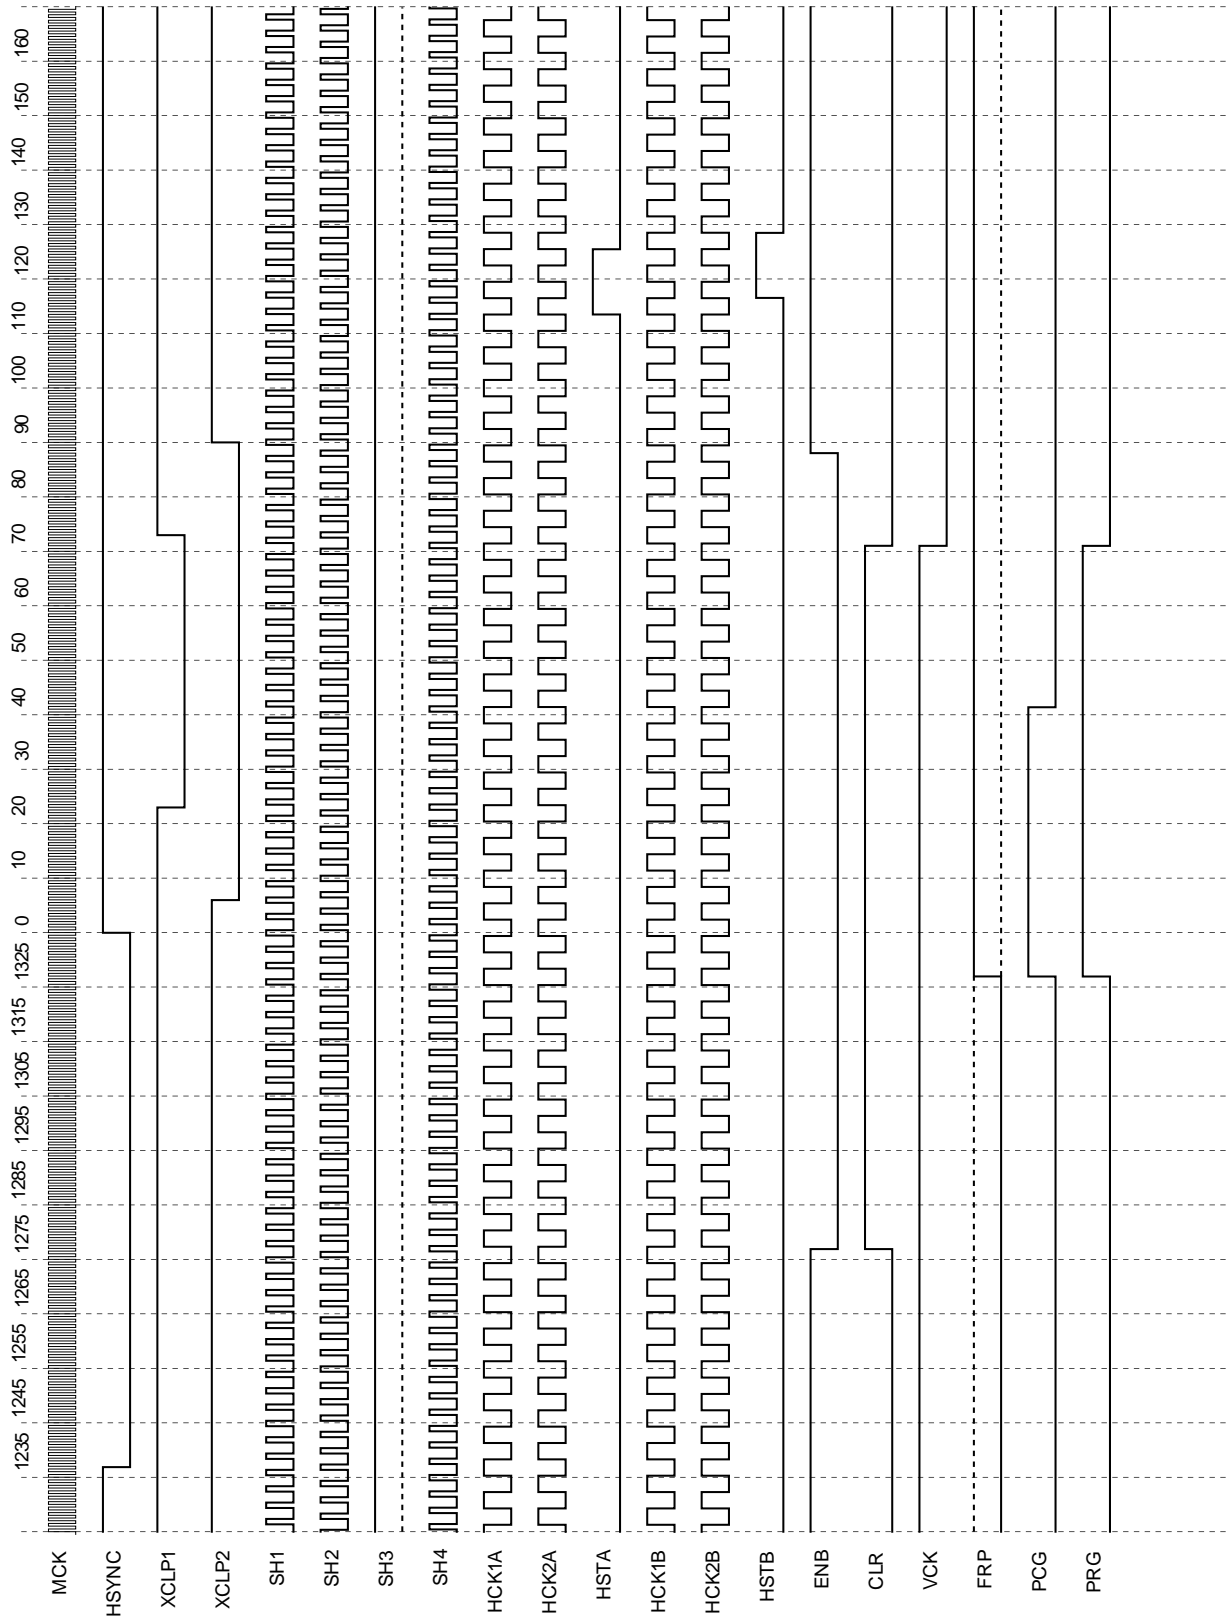 MCK
HSYNC
XCLP1
XCLP2
SH1
SH2
SH3
SH4
HCK1A
HCK2A
HSTA
HCK1B
HCK2B
HSTB
ENB
CLR
VCK
FRP
PCG
PRG
1235
1245
1255
1265
1275
1285
1295
1305
1315
1325
0
10
20
30
40
50
60
70
80
90
100
110
120
130
140
150
160